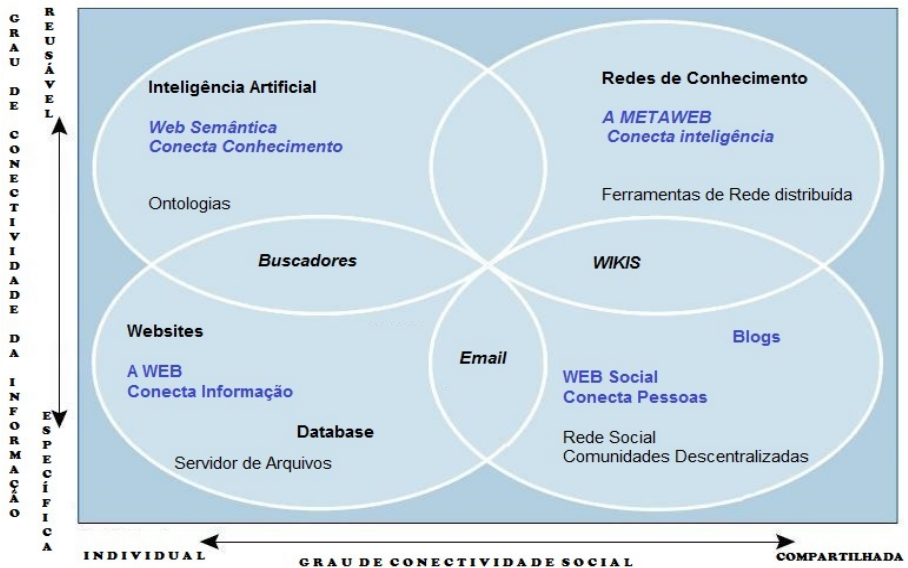 GRAU DE CONECTIVIDADE DA INFORMAÇÃO
REUSÁVEL
ESPECÍFICA
Inteligência Artificial
Web Semântica
Conecta Conhecimento
Ontologias
Redes de Conhecimento
A METAWEB
Conecta inteligência
Ferramentas de Rede distribuída
Buscadores
WIKIS
Websites
A WEB
Conecta Informação
Database
Servidor de Arquivos
Email
Blogs
WEB Social
Conecta Pessoas
Rede Social
Comunidades Descentralizadas
INDIVIDUAL
GRAU DE CONECTIVIDADE SOCIAL
COMPARTILHADA